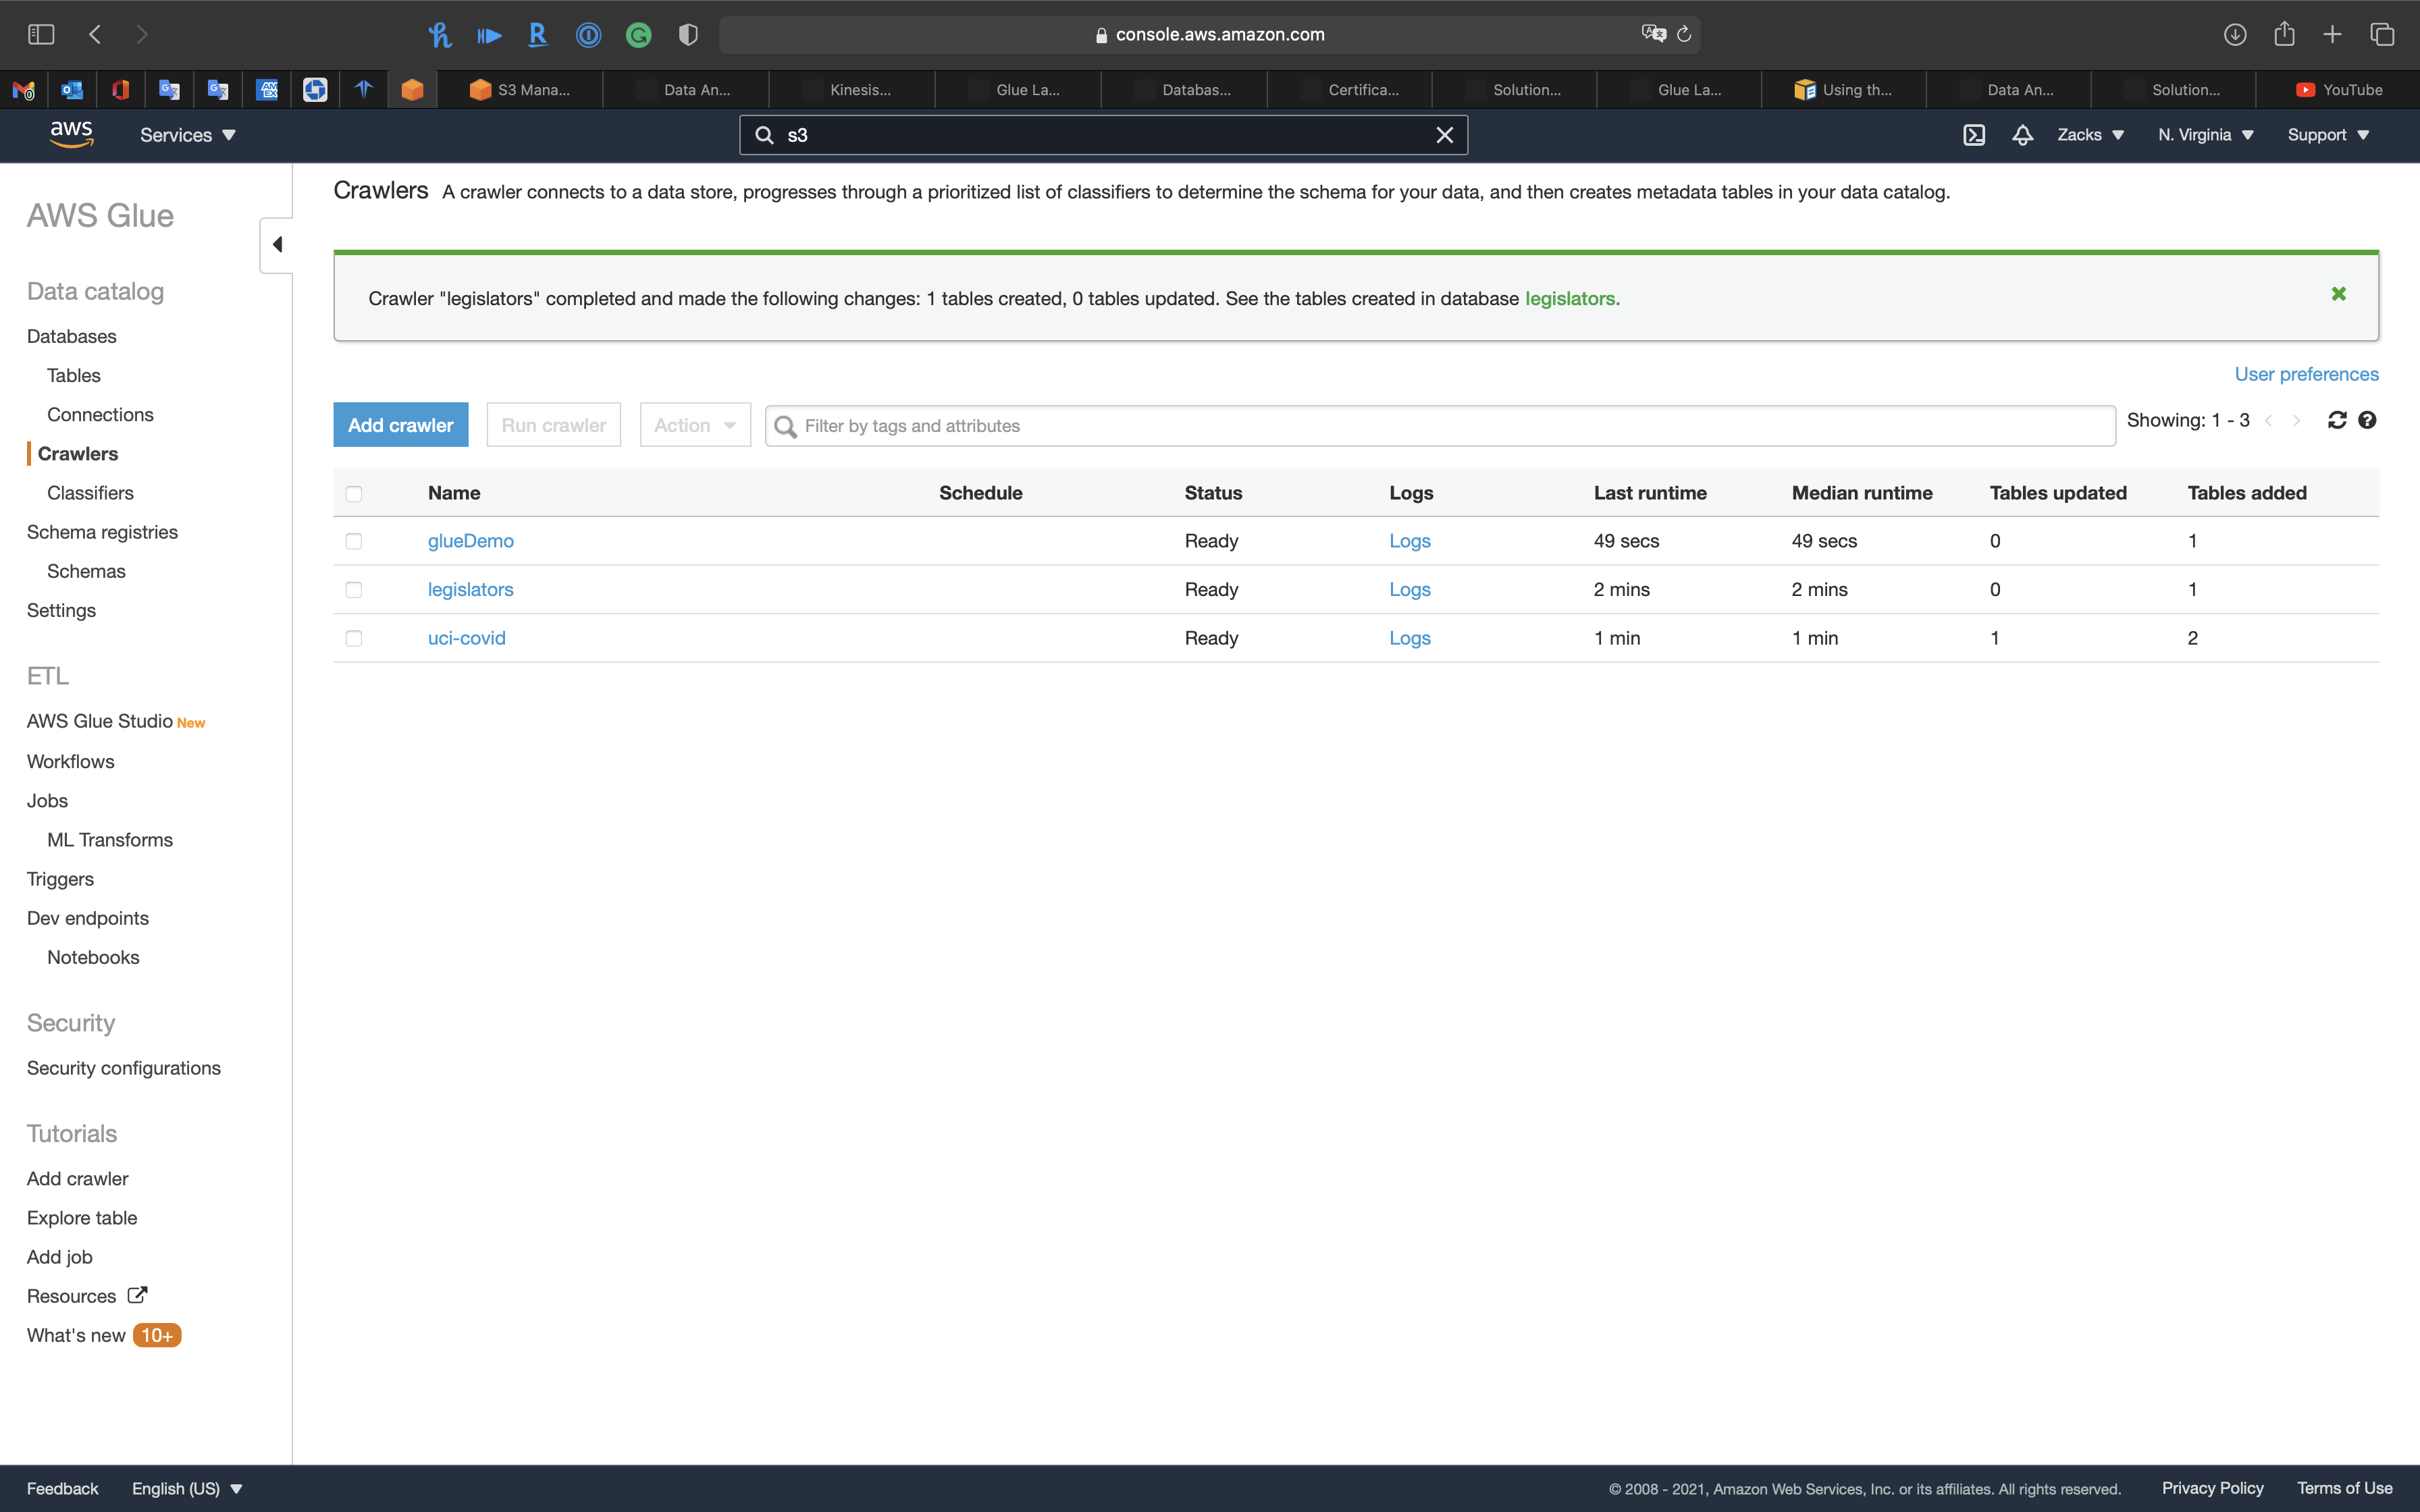 console.aws.amazon.com
S3 Mana...
Data An...
Kinesis...
Glue La...
Databas...
Certifica...
Solution...
Glue La...
Using th...
Data An...
Solution...
YouTube
aws
Services
s3
Zacks
N. Virginia
Support
AWS Glue
Data catalog
Databases
Tables
Connections
Crawlers
Classifiers
Schema registries
Schemas
Settings
ETL
AWS Glue Studio New
Workflows
Jobs
ML Transforms
Triggers
Dev endpoints
Notebooks
Security
Security configurations
Tutorials
Add crawler
Explore table
Add job
Resources
What's new 10+
Crawlers A crawler connects to a data store, progresses through a prioritized list of classifiers to determine the schema for your data, and then creates metadata tables in your data catalog.
Crawler "legislators" completed and made the following changes: 1 tables created, 0 tables updated. See the tables created in database legislators.
User preferences
Add crawler Run crawler Action Filter by tags and attributes Showing: 1 - 3
Name Schedule Status Logs Last runtime Median runtime Tables updated Tables added
glueDemo Ready Logs 49 secs 49 secs 0 1
legislators Ready Logs 2 mins 2 mins 0 1
uci-covid Ready Logs 1 min 1 min 1 2
Feedback English (US) © 2008 - 2021, Amazon Web Services, Inc. or its affiliates. All rights reserved. Privacy Policy Terms of Use